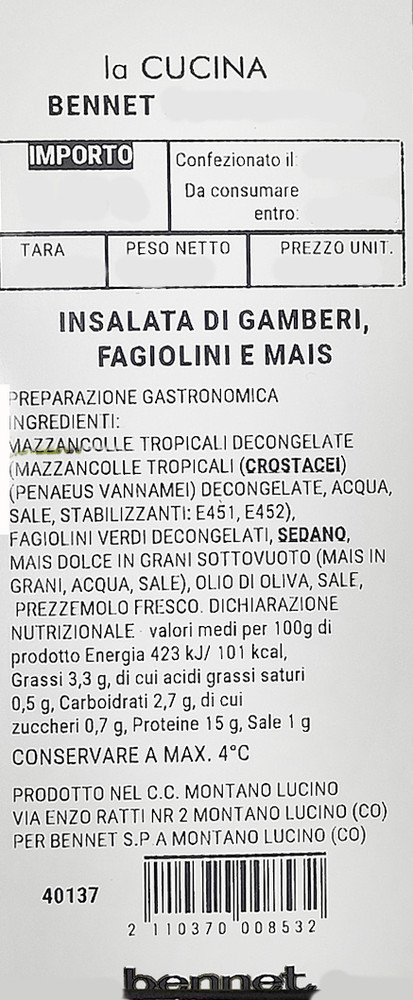 la CUCINA
BENNET
IMPORTO
Confezionato il:
Da consumare
entro:
TARA
PESO NETTO
PREZZO UNIT.
INSALATA DI GAMBERI,
FAGIOLINI E MAIS
PREPARAZIONE GASTRONOMICA
INGREDIENTI:
MAZZANCOLLE TROPICALI DECONGELATE
(MAZZANCOLLE TROPICALI (CROSTACEI)
(PENAEUS VANNAMEI) DECONGELATE, ACQUA,
SALE, STABILIZZANTI: E451, E452),
FAGIOLINI VERDI DECONGELATI, SEDANO,
MAIS DOLCE IN GRANI SOTTOVUOTO (MAIS IN
GRANI, ACQUA, SALE), OLIO DI OLIVA, SALE,
PREZZEMOLO FRESCO. DICHIARAZIONE
NUTRIZIONALE valori medi per 100g di
prodotto Energia 423 kJ/ 101 kcal,
Grassi 3,3 g, di cui acidi grassi saturi
0,5 g, Carboidrati 2,7 g, di cui
zuccheri 0,7 g, Proteine 15 g, Sale 1 g
CONSERVARE A MAX. 4°C
PRODOTTO NEL C.C. MONTANO LUCINO
VIA ENZO RATTI NR 2 MONTANO LUCINO (CO)
PER BENNET S.P.A MONTANO LUCINO (CO)
40137
2 110370 008532
bennet